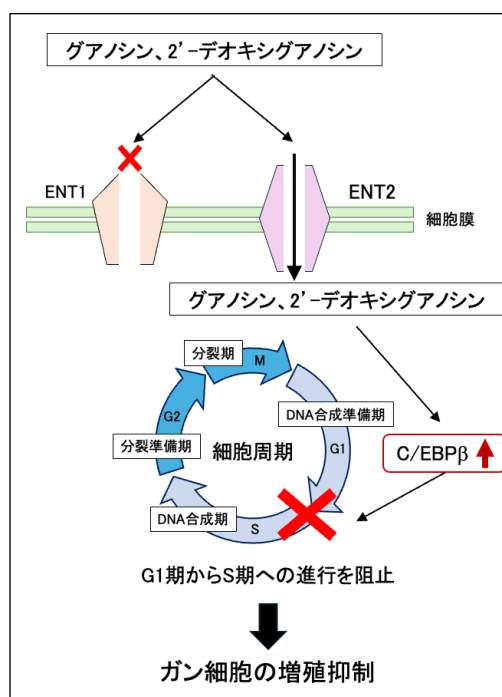 グアノシン、2'-デオキシグアノシン
ENT1
ENT2
細胞膜
グアノシン、2'-デオキシグアノシン
分裂期
M
DNA合成準備期
G2
G1
分裂準備期
細胞周期
C/EBPβ
DNA合成期
S
G1期からS期への進行を阻止
ガン細胞の増殖抑制